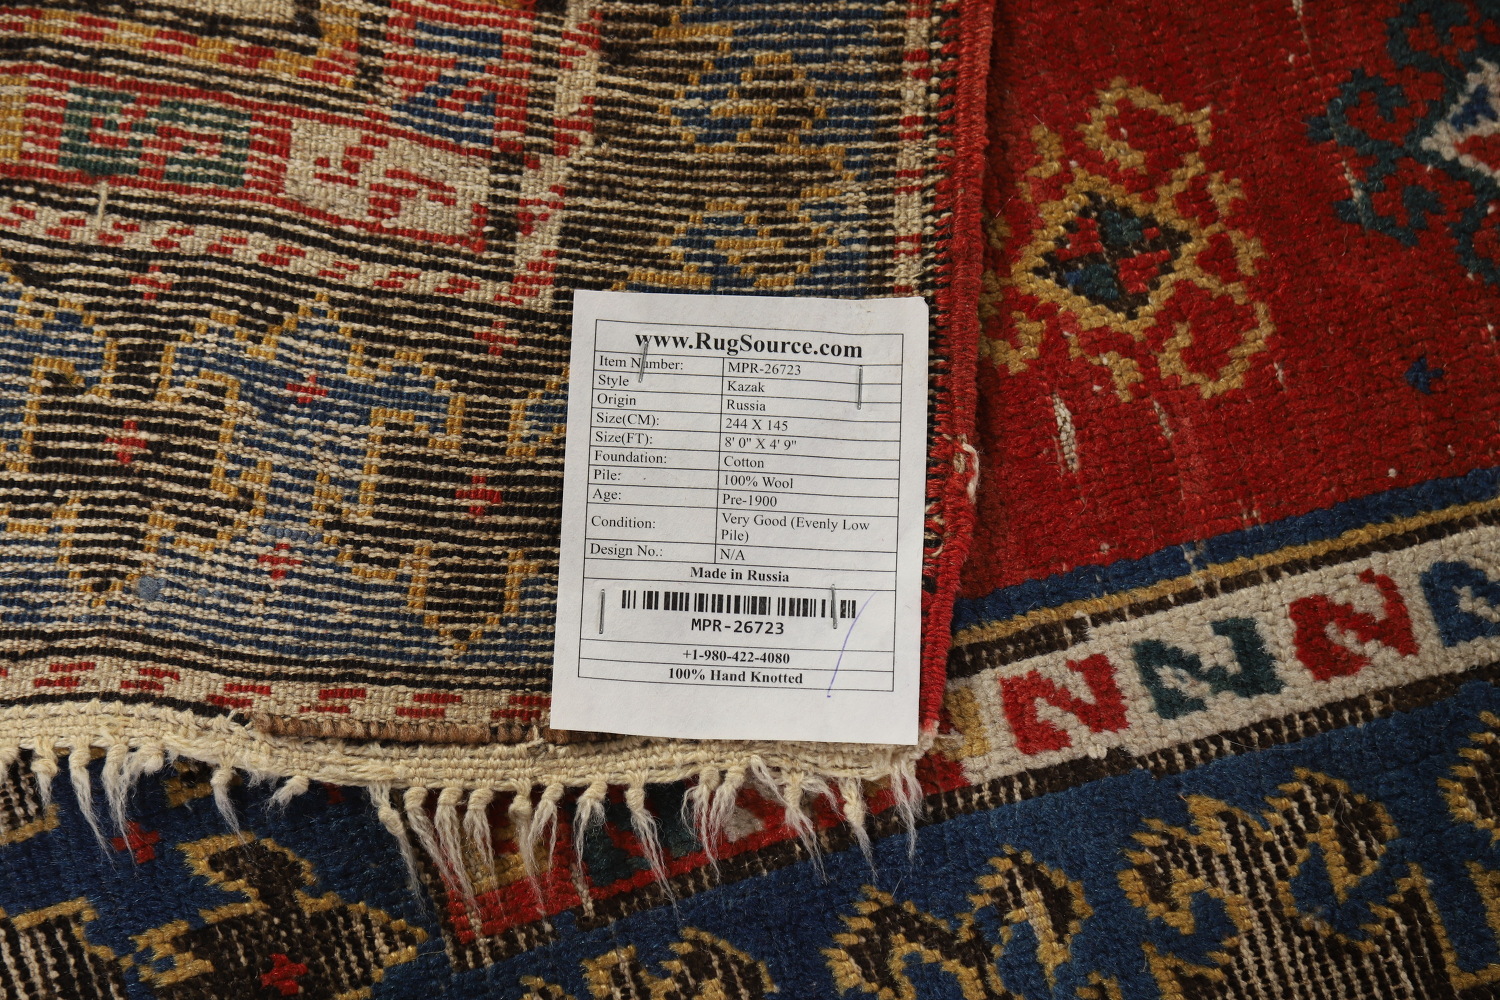 www.RugSource.com
Item Number: MPR-26723
Style Kazak
Origin Russia
Size(CM): 244 X 145
Size(FT): 8' 0" X 4' 9"
Foundation: Cotton
Pile: 100% Wool
Age: Pre-1900
Condition: Very Good (Evenly Low
Pile)
Design No.: N/A
Made in Russia
MPR-26723
+1-980-422-4080
100% Hand Knotted